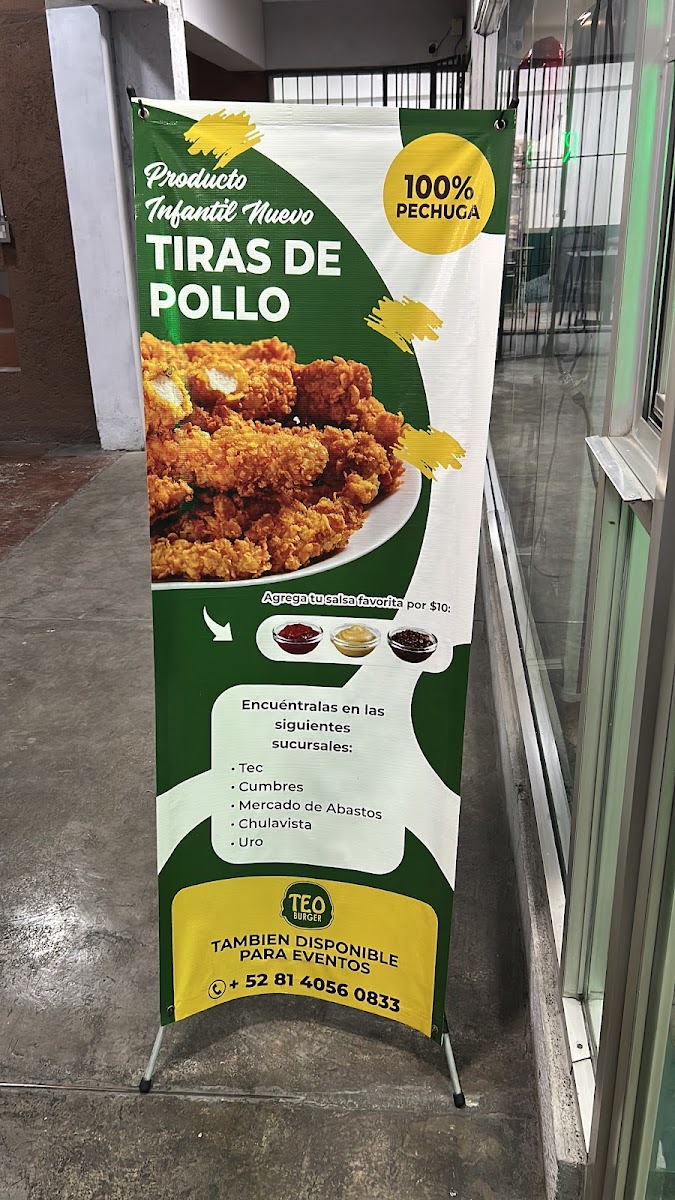 Producto
Infantil Nuevo
TIRAS DE
POLLO
100%
PECHUGA
Agrega tu salsa favorita por $10:
Encuéntralas en las
siguientes
sucursales:
• Tec
• Cumbres
• Mercado de Abastos
• Chulavista
• Uro
TEO
BURGER
TAMBIEN DISPONIBLE
PARA EVENTOS
+ 52 81 4056 0833